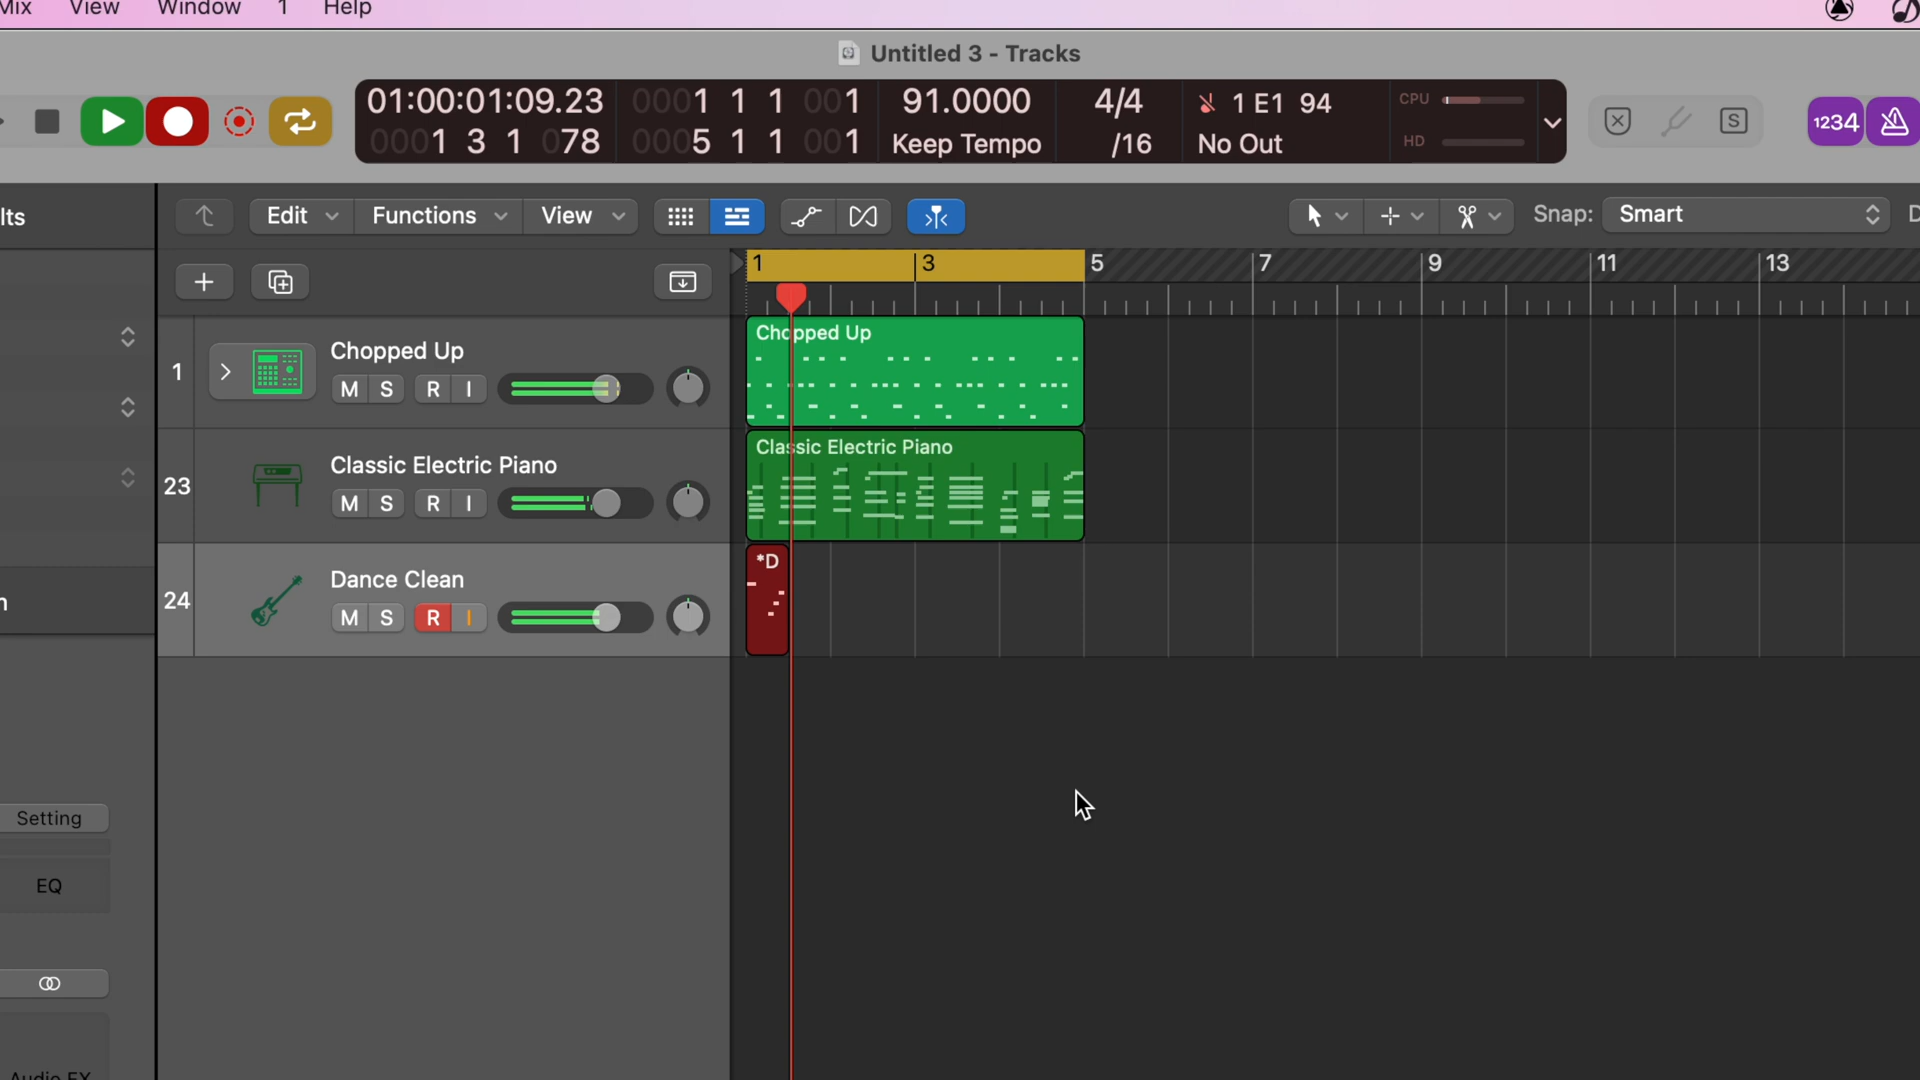 Mix View Window 1 Help
Untitled 3 - Tracks
01:00:01:09.23 0001 1 1 001 91.0000 4/4 1 E1 94 CPU
0001 3 1 078 0005 1 1 001 Keep Tempo /16 No Out HD
S 1234
lts Edit Functions View Snap: Smart D
1 3 5 7 9 11 13
1 Chopped Up
M S R I
Chopped Up
23 Classic Electric Piano
M S R I
Classic Electric Piano
24 Dance Clean
M S R I
*D
n
Setting
EQ
Audio FX